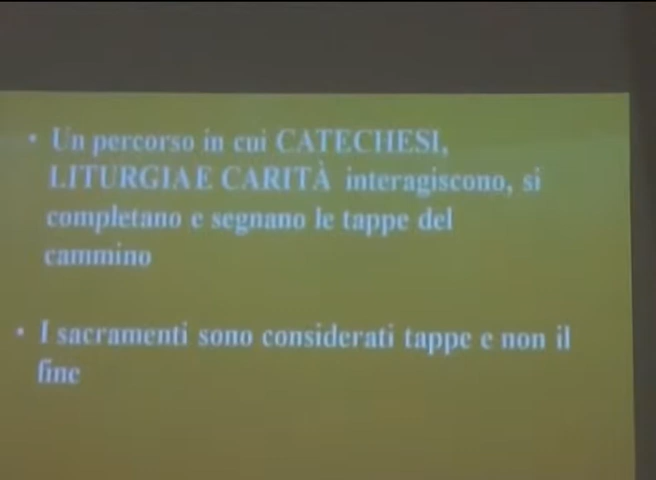 • Un percorso in cui CATECHESI,
LITURGIA E CARITÀ interagiscono, si
completano e segnano le tappe del
cammino
• I sacramenti sono considerati tappe e non il
fine